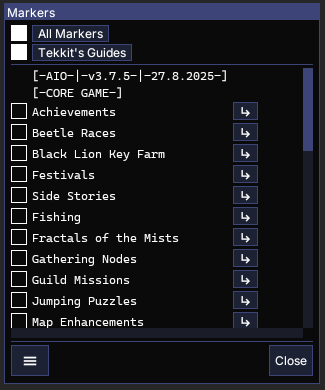 Markers
All Markers
Tekkit's Guides
[-AIO-|-v3.7.5-|-27.8.2025-]
[-CORE GAME-]
Achievements
Beetle Races
Black Lion Key Farm
Festivals
Side Stories
Fishing
Fractals of the Mists
Gathering Nodes
Guild Missions
Jumping Puzzles
Map Enhancements
Close